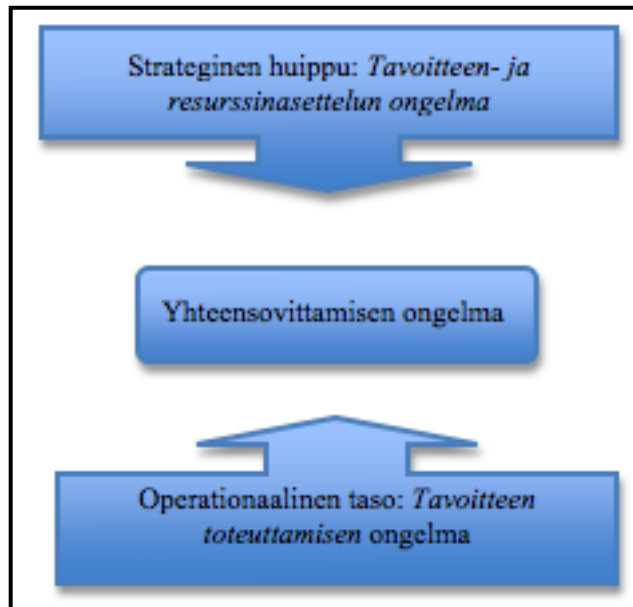 Strateginen huippu: Tavoitteen- ja
resurssinasettelun ongelma
Yhteensovittamisen ongelma
Operationaalinen taso: Tavoitteen
toteuttamisen ongelma